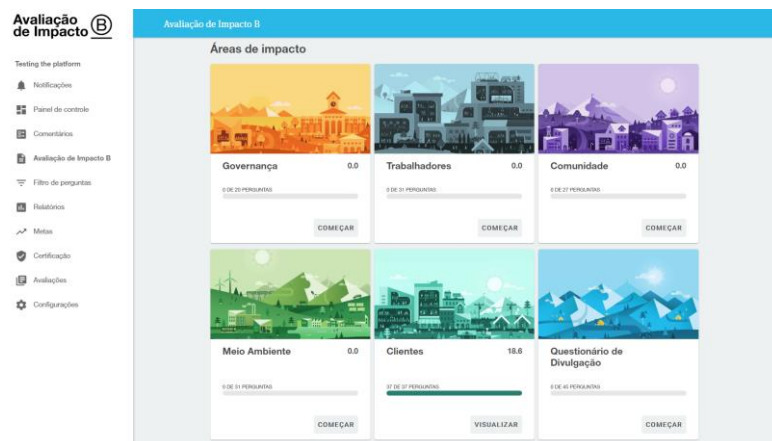 Avaliação
de Impacto B
Testing the platform
Notificações
Painel de controle
Comentários
Avaliação de Impacto B
Filtro de perguntas
Relatórios
Metas
Certificação
Avaliações
Configurações
Avaliação de Impacto B
Áreas de impacto
Governança 0.0
0 DE 20 PERGUNTAS
COMEÇAR
Trabalhadores 0.0
0 DE 31 PERGUNTAS
COMEÇAR
Comunidade 0.0
0 DE 27 PERGUNTAS
COMEÇAR
Meio Ambiente 0.0
0 DE 31 PERGUNTAS
COMEÇAR
Clientes 18.6
37 DE 37 PERGUNTAS
VISUALIZAR
Questionário de
Divulgação
0 DE 45 PERGUNTAS
COMEÇAR